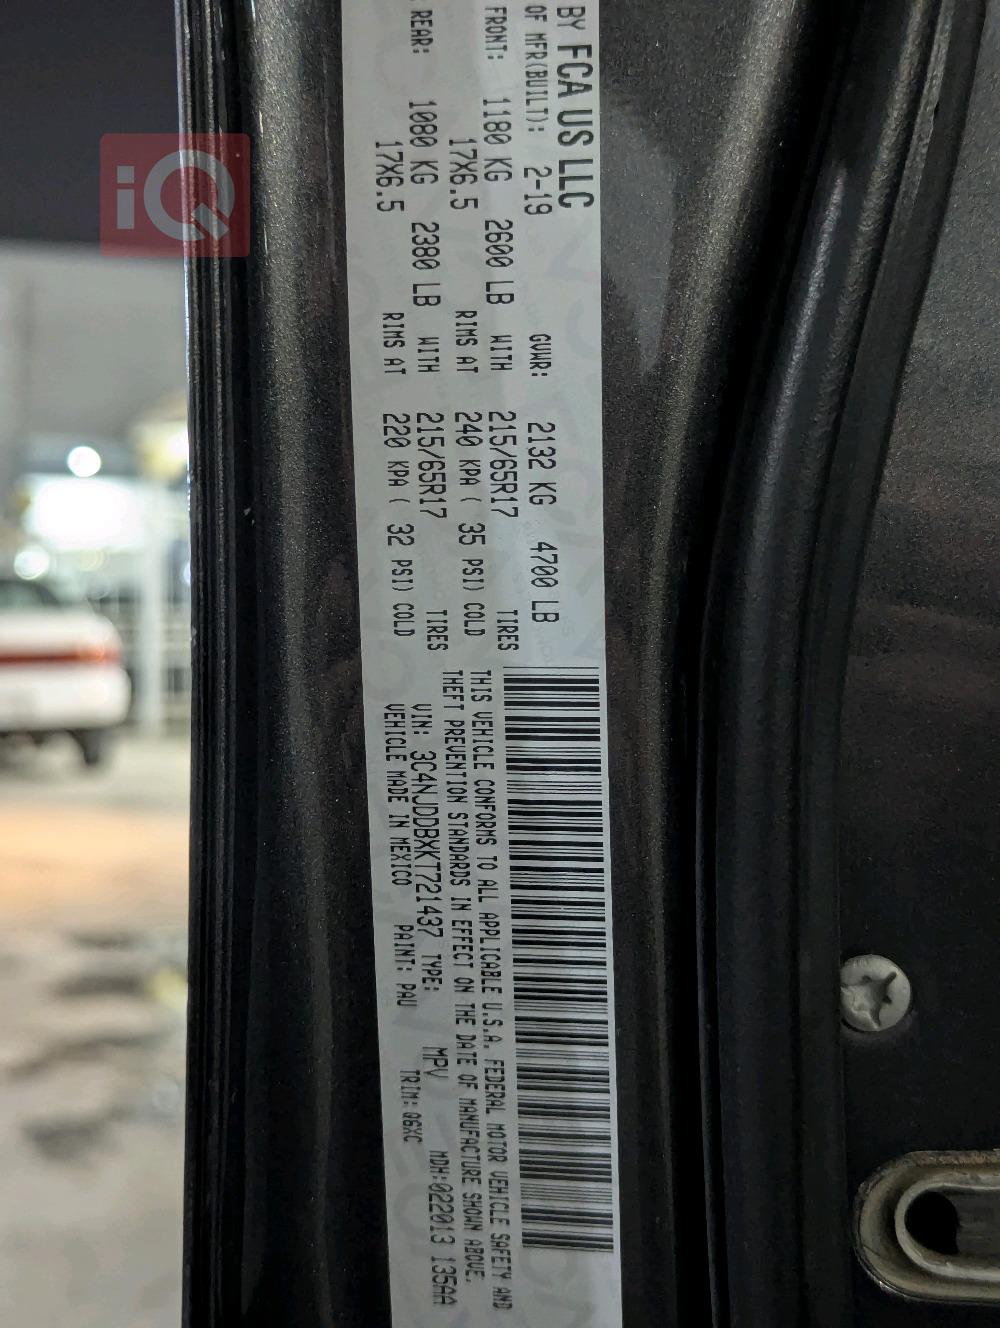 BY FCA US LLC
OF MFR(BUILT): 2-19 GVWR: 2132 KG 4700 LB
FRONT: 1180 KG 2600 LB WITH 215/65R17 TIRES
17X6.5 RIMS AT 240 KPA ( 35 PSI) COLD
REAR: 1080 KG 2380 LB WITH 215/65R17 TIRES
17X6.5 RIMS AT 220 KPA ( 32 PSI) COLD
THIS VEHICLE CONFORMS TO ALL APPLICABLE U.S.A. FEDERAL MOTOR VEHICLE SAFETY AND
THEFT PREVENTION STANDARDS IN EFFECT ON THE DATE OF MANUFACTURE SHOWN ABOVE.
VIN: 3C4NJDDBXKT721437 TYPE: MPV MDH:022013 135AA
VEHICLE MADE IN MEXICO PAINT: PAU TRIM: Q6XC
iQ